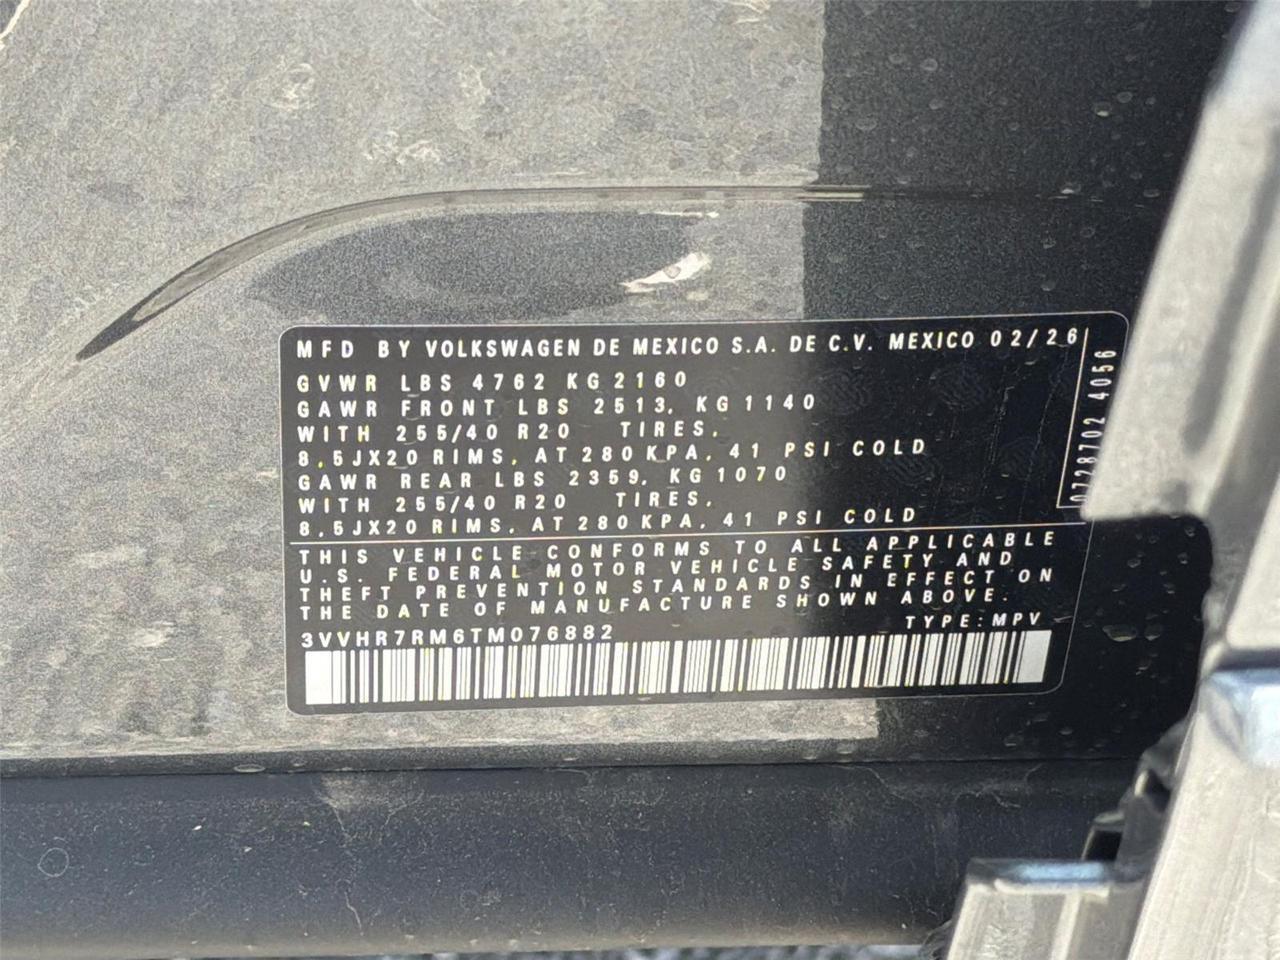 MFD BY VOLKSWAGEN DE MEXICO S.A. DE C.V. MEXICO 02/26
GVWR LBS 4762 KG 2160
GAWR FRONT LBS 2513, KG 1140
WITH 255/40 R20 TIRES,
8,5JX20 RIMS, AT 280 KPA, 41 PSI COLD
GAWR REAR LBS 2359, KG 1070
WITH 255/40 R20 TIRES,
8,5JX20 RIMS, AT 280 KPA, 41 PSI COLD
0728702 4056
THIS VEHICLE CONFORMS TO ALL APPLICABLE
U.S. FEDERAL MOTOR VEHICLE SAFETY AND
THEFT PREVENTION STANDARDS IN EFFECT ON
THE DATE OF MANUFACTURE SHOWN ABOVE.
3VVHR7RM6TM076882 TYPE: MPV